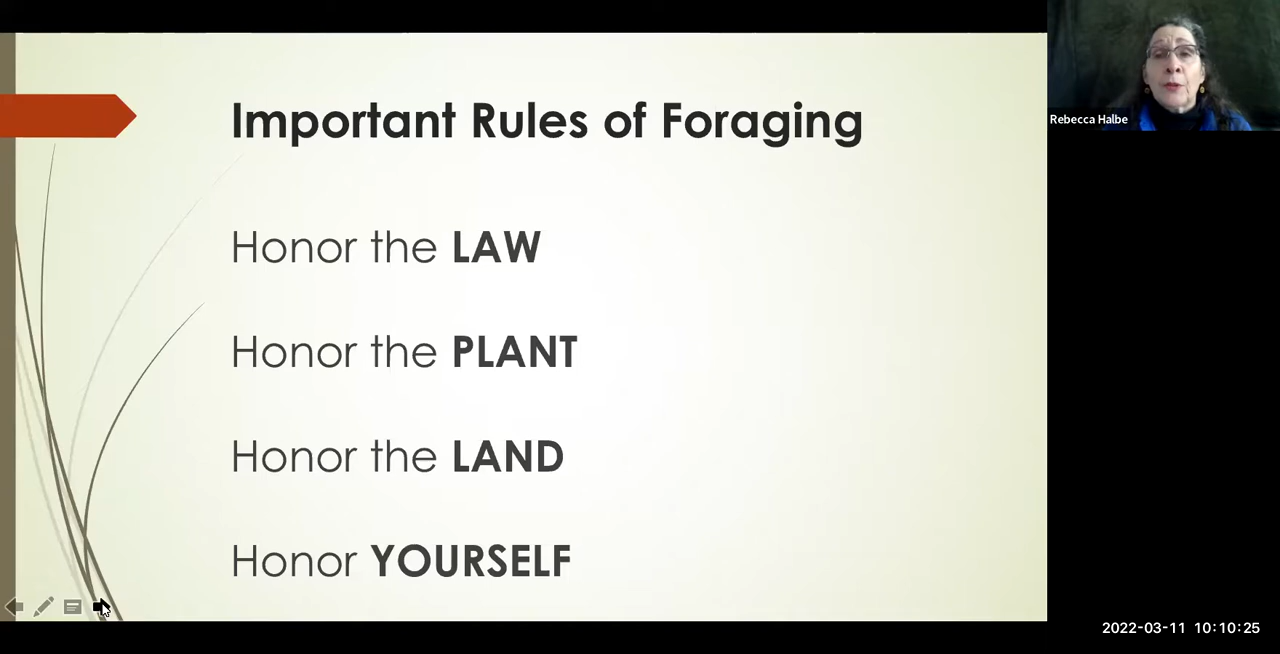 Important Rules of Foraging
Honor the LAW
Honor the PLANT
Honor the LAND
Honor YOURSELF
Rebecca Halbe
2022-03-11 10:10:25